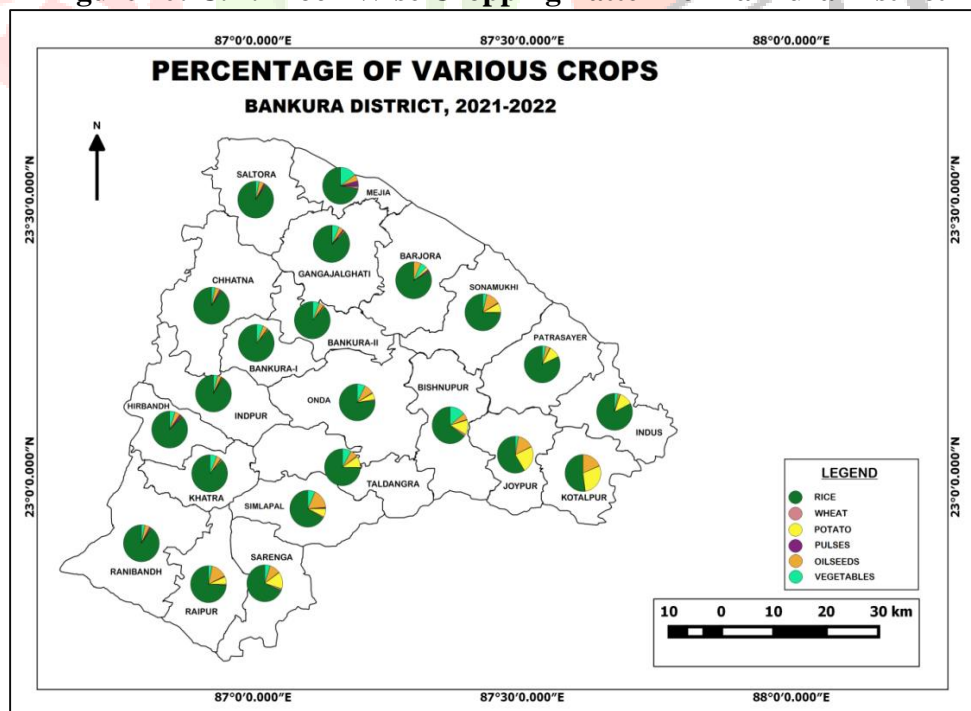 87°0'0.000"E 87°30'0.000"E 88°0'0.000"E
PERCENTAGE OF VARIOUS CROPS
BANKURA DISTRICT, 2021-2022
N
23°30'0.000"N 23°30'0.000"N
SALTORA
MEJIA
GANGAJALGHATI
BARJORA
CHHATNA
SONAMUKHI
BANKURA-II
PATRASAYER
BANKURA-I
BISHNUPUR
HIRBANDH
INDPUR
ONDA
INDUS
23°0'0.000"N 23°0'0.000"N
KHATRA
TALDANGRA
JOYPUR
KOTALPUR
SIMLAPAL
RANIBANDH
SARENGA
RAIPUR
LEGEND
RICE
WHEAT
POTATO
PULSES
OILSEEDS
VEGETABLES
10 0 10 20 30 km
87°0'0.000"E 87°30'0.000"E 88°0'0.000"E